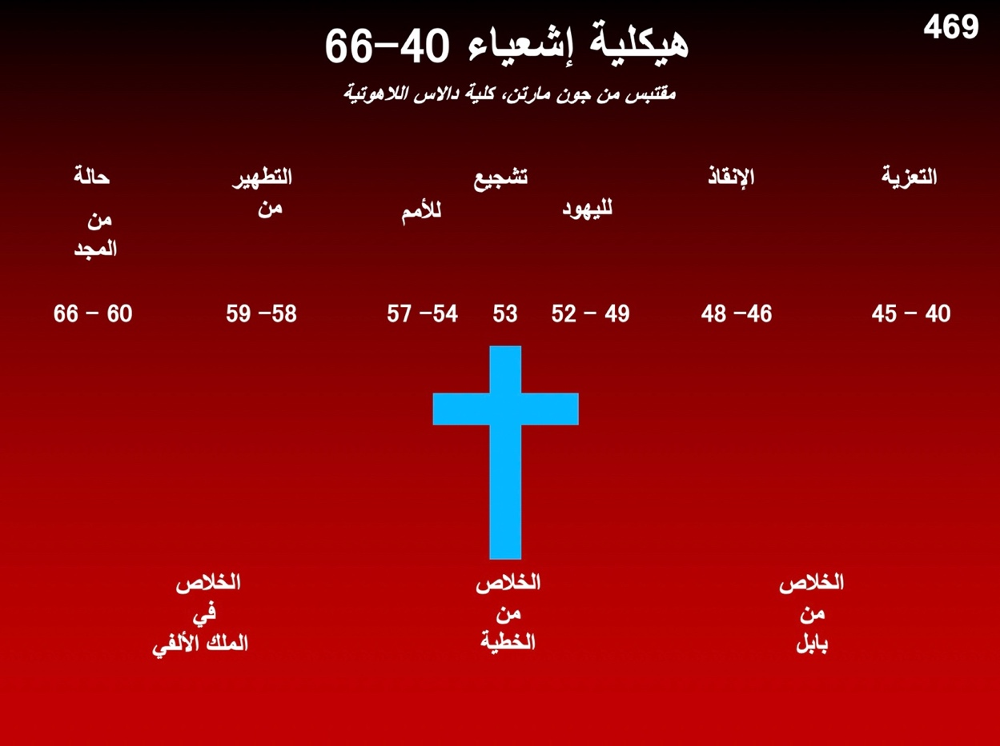 469
هيكلية إشعياء 40–66
مقتبس من جون مارتن، كلية دالاس اللاهوتية
التعزية
الإنقاذ
تشجيع
لليهود
للأمم
التطهير
من
حالة
من
المجد
40 – 45
46– 48
49 – 52
53
54– 57
58– 59
60 – 66
الخلاص
من
بابل
الخلاص
من
الخطية
الخلاص
في
الملك الألفي